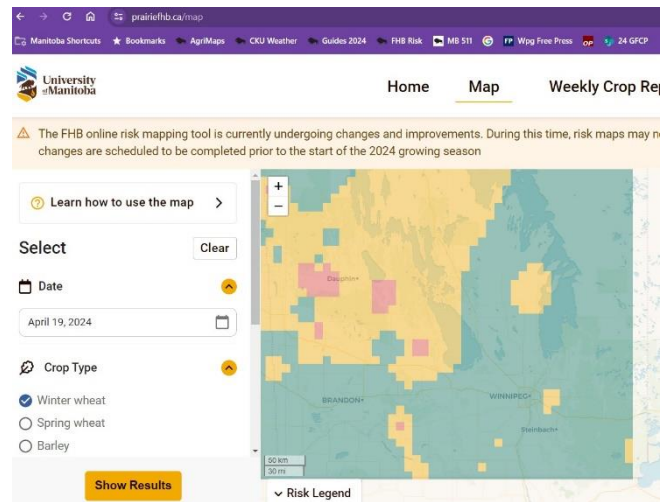 prairiefhb.ca/map
Manitoba Shortcuts Bookmarks AgriMaps CKU Weather Guides 2024 FHB Risk MB 511 Wpg Free Press 24 GFCP
University
of Manitoba
Home Map Weekly Crop Rep
The FHB online risk mapping tool is currently undergoing changes and improvements. During this time, risk maps may no
changes are scheduled to be completed prior to the start of the 2024 growing season
Learn how to use the map
Select
Clear
Date
April 19, 2024
Crop Type
Winter wheat
Spring wheat
Barley
Show Results
+
−
Dauphin
BRANDON
WINNIPEG
Steinbach
50 km
30 mi
Risk Legend